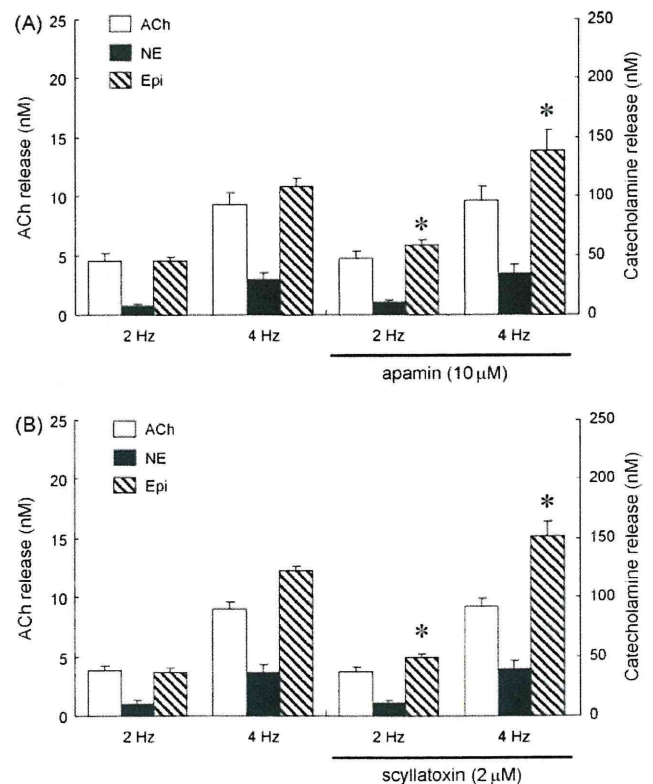 (A)
25
20
15
10
5
0
ACh release (nM)
ACh
NE
Epi
250
200
150
100
50
0
Catecholamine release (nM)
*
*
2 Hz
4 Hz
2 Hz
4 Hz
apamin (10 μM)
(B)
25
20
15
10
5
0
ACh release (nM)
ACh
NE
Epi
250
200
150
100
50
0
Catecholamine release (nM)
*
*
2 Hz
4 Hz
2 Hz
4 Hz
scyllatoxin (2 μM)